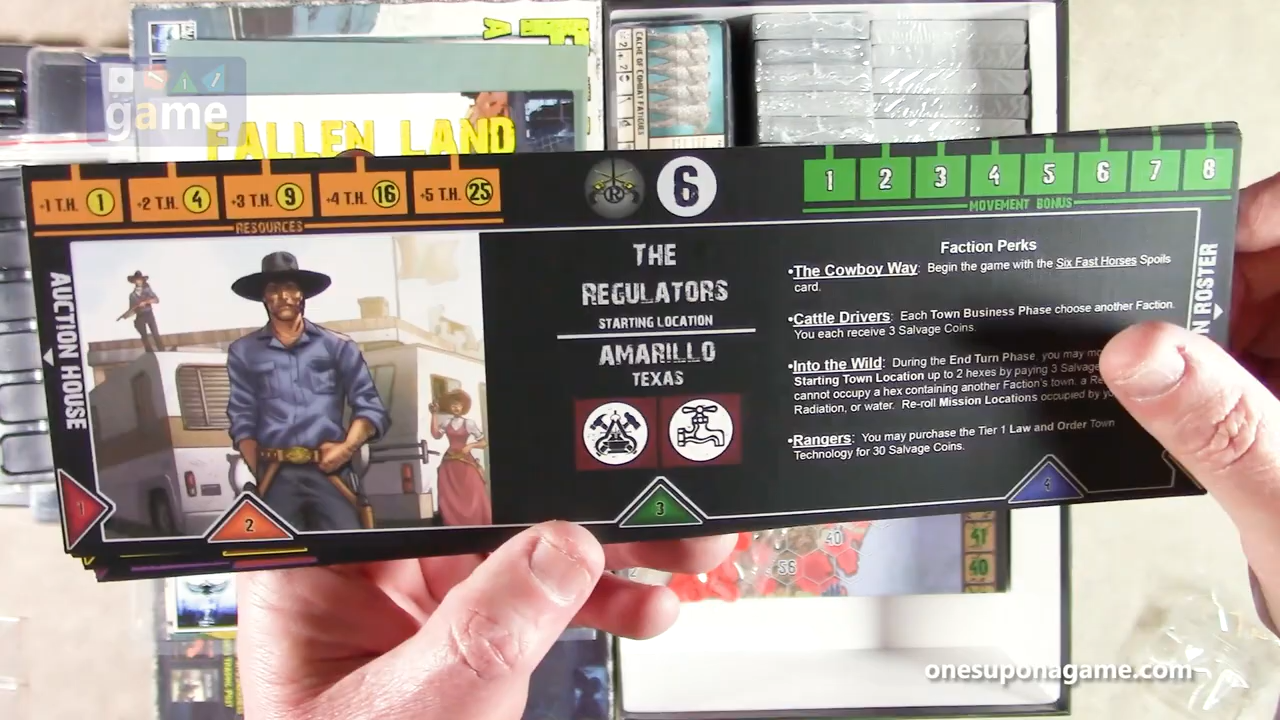 game
FALLEN LAND
CACHE OF COMBAT FATIGUES
+1 T.H. 1 +2 T.H. 4 +3 T.H. 9 +4 T.H. 16 +5 T.H. 25
RESOURCES
R 6
1 2 3 4 5 6 7 8
MOVEMENT BONUS
AUCTION HOUSE
THE
REGULATORS
STARTING LOCATION
AMARILLO
TEXAS
Faction Perks
•The Cowboy Way: Begin the game with the Six Fast Horses Spoils
card.
•Cattle Drivers: Each Town Business Phase choose another Faction.
You each receive 3 Salvage Coins.
•Into the Wild: During the End Turn Phase, you may
Starting Town Location up to 2 hexes by paying 3 Salvage
cannot occupy a hex containing another Faction's town, a
Radiation, or water. Re-roll Mission Locations occupied by
•Rangers: You may purchase the Tier 1 Law and Order Town
Technology for 30 Salvage Coins.
ROSTER
1 2 3 4
40
56
41
40
onesuponagame.com